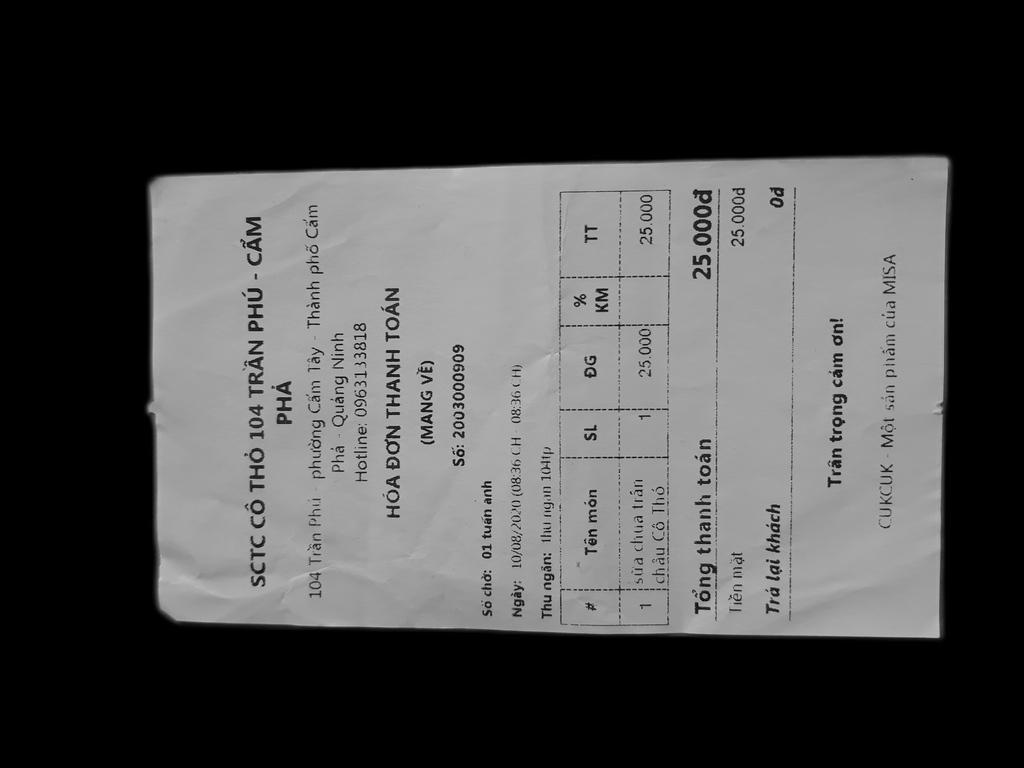 SCTC CÔ THỎ 104 TRẦN PHÚ - CẨM
PHẢ
104 Trần Phú - phường Cẩm Tây - Thành phố Cẩm
Phả - Quảng Ninh
Hotline: 0963133818
HÓA ĐƠN THANH TOÁN
(MANG VỀ)
Số: 2003000909
Số chờ: 01 tuấn anh
Ngày: 10/08/2020 (08:36 CH - 08:36 CH)
Thu ngân: thu ngan 104tp
# Tên món SL ĐG % KM TT
1 sữa chua trân 1 25.000 25.000
châu Cô Thỏ
Tổng thanh toán 25.000đ
Tiền mặt 25.000đ
Trả lại khách 0đ
Trân trọng cảm ơn!
CUKCUK - Một sản phẩm của MISA